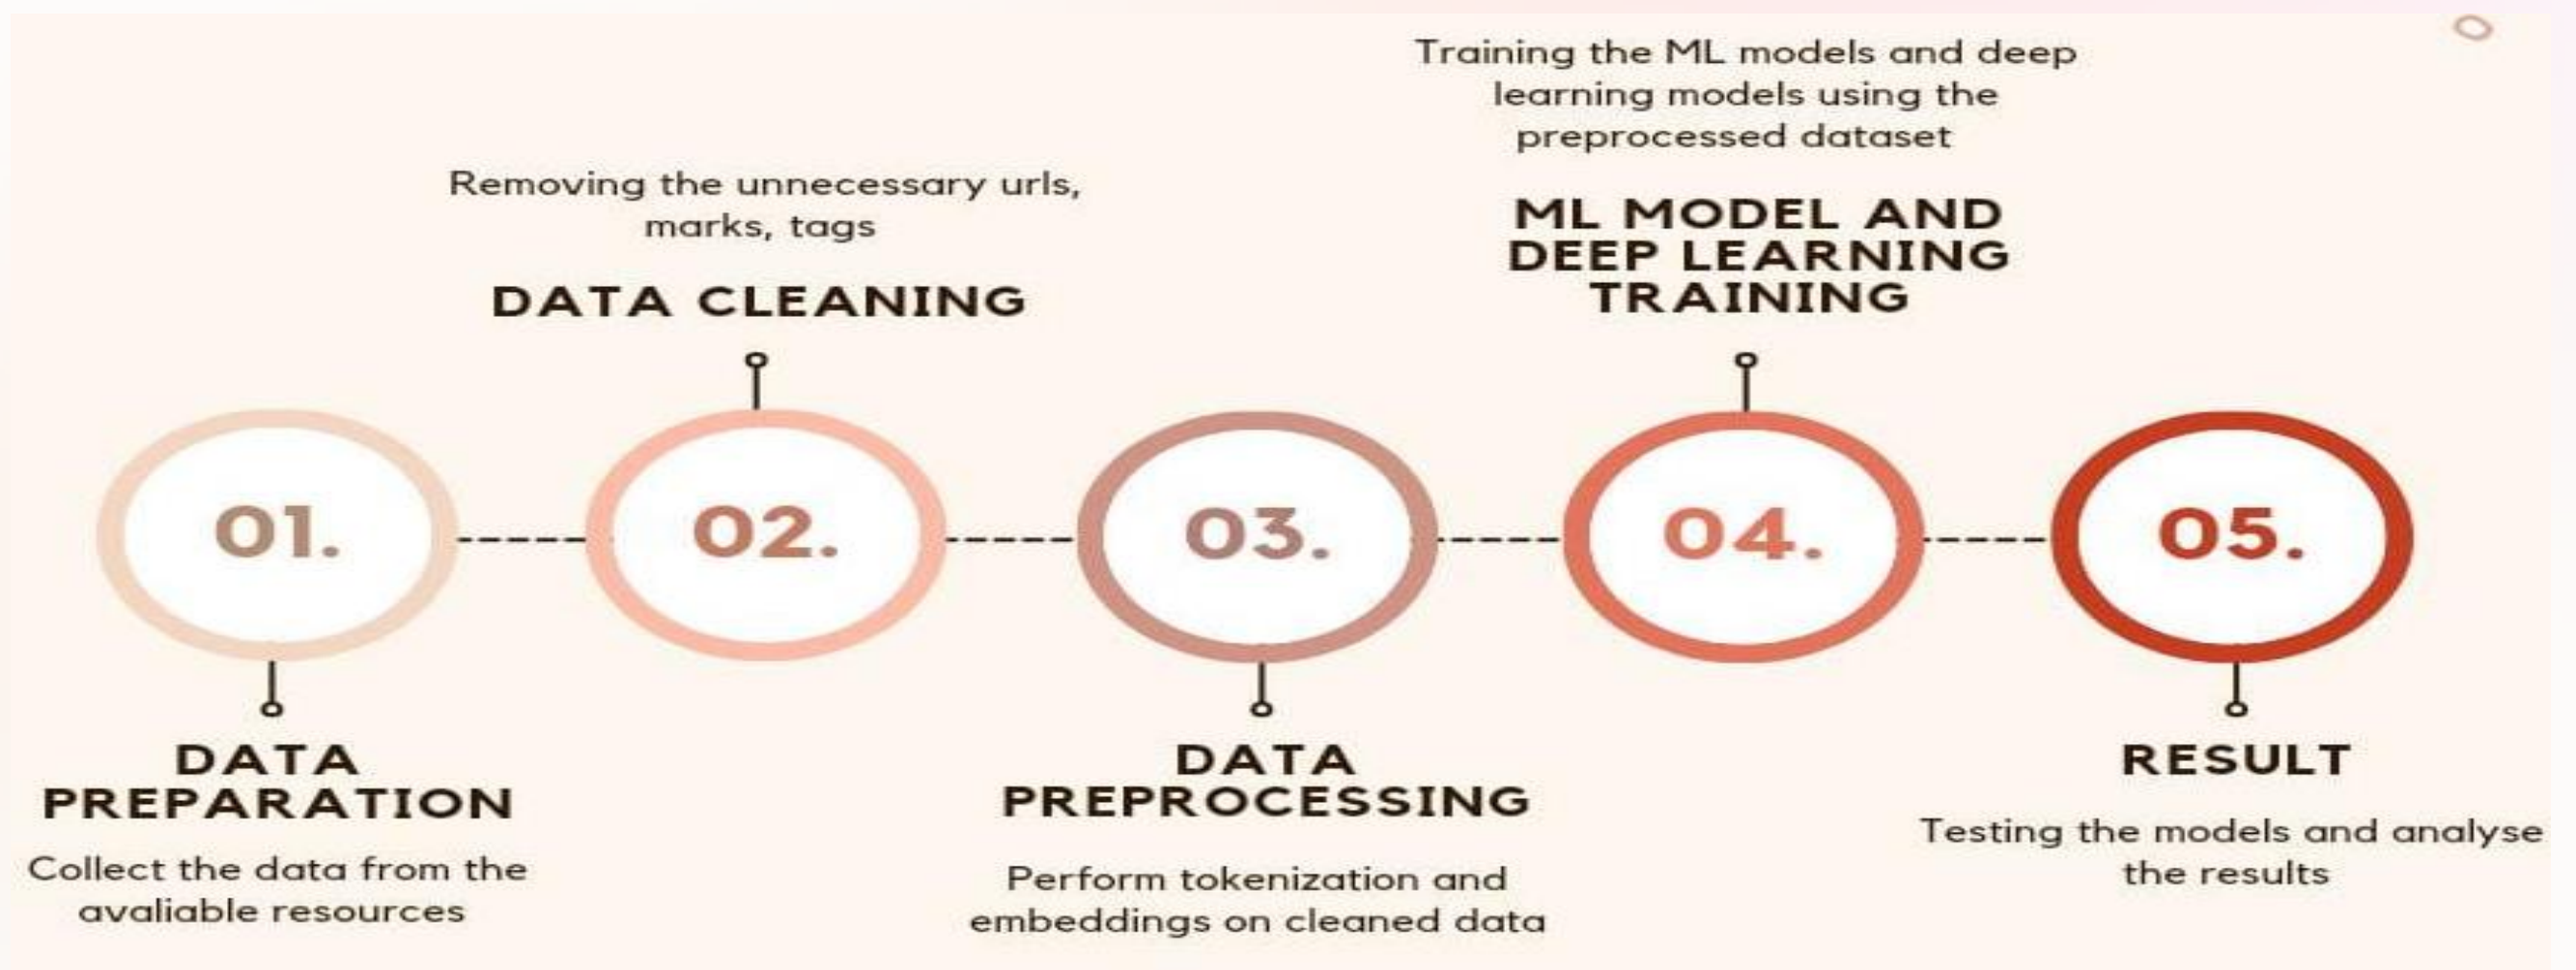 Training the ML models and deep
learning models using the
preprocessed dataset
Removing the unnecessary urls,
marks, tags
ML MODEL AND
DEEP LEARNING
TRAINING
DATA CLEANING
01.
02.
03.
04.
05.
DATA
PREPARATION
Collect the data from the
avaliable resources
DATA
PREPROCESSING
Perform tokenization and
embeddings on cleaned data
RESULT
Testing the models and analyse
the results